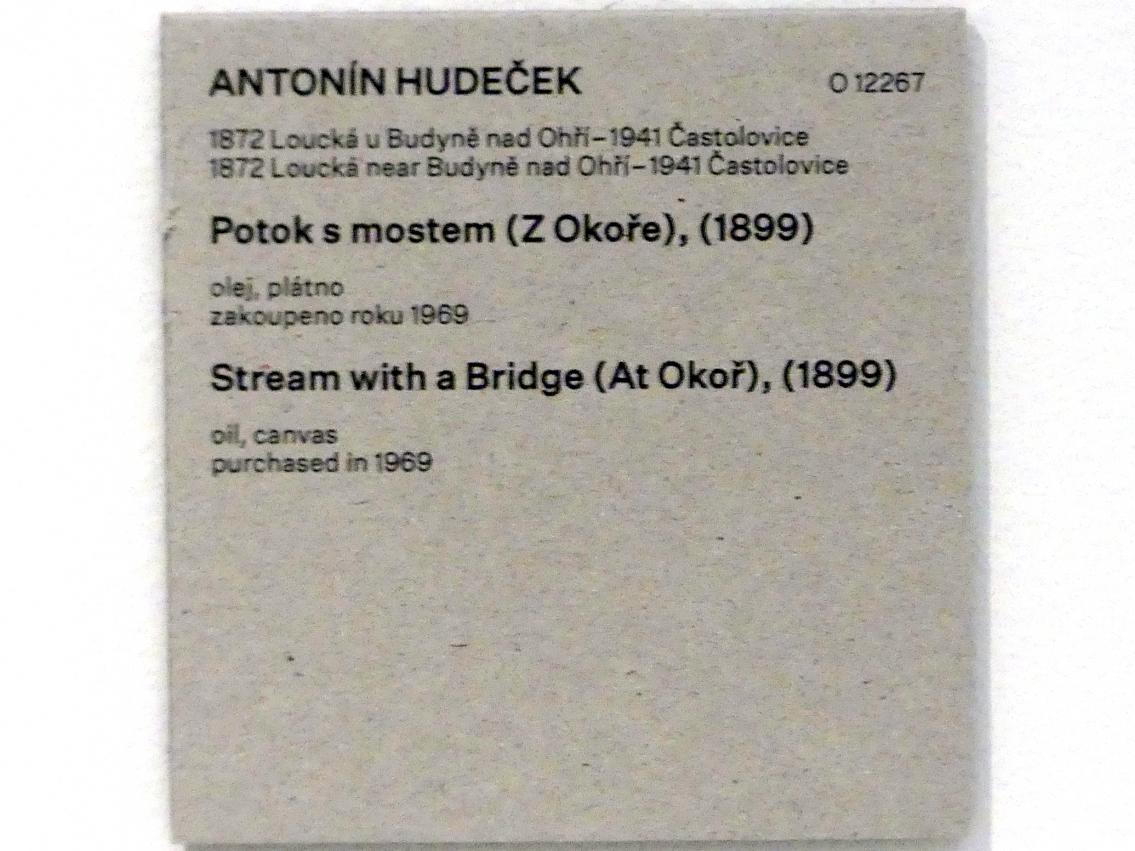 ANTONÍN HUDEČEK O 12267
1872 Loucká u Budyně nad Ohří–1941 Častolovice
1872 Loucká near Budyně nad Ohří–1941 Častolovice
Potok s mostem (Z Okoře), (1899)
olej, plátno
zakoupeno roku 1969
Stream with a Bridge (At Okoř), (1899)
oil, canvas
purchased in 1969